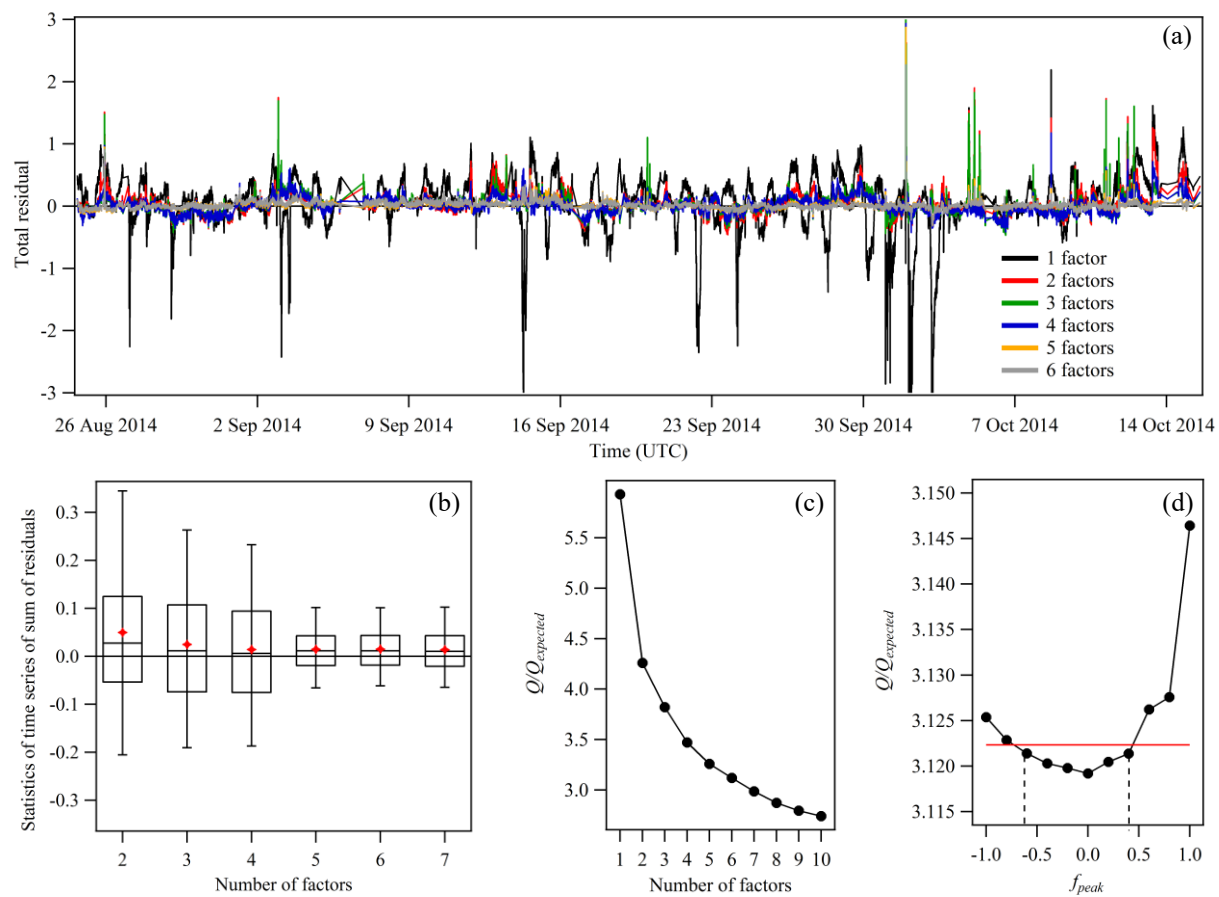 (a)
Total residual
3
2
1
0
-1
-2
-3
1 factor
2 factors
3 factors
4 factors
5 factors
6 factors
26 Aug 2014 2 Sep 2014 9 Sep 2014 16 Sep 2014 23 Sep 2014 30 Sep 2014 7 Oct 2014 14 Oct 2014
Time (UTC)
(b)
Statistics of time series of sum of residuals
0.3
0.2
0.1
0.0
-0.1
-0.2
-0.3
2 3 4 5 6 7
Number of factors
(c)
Q/Qexpected
5.5
5.0
4.5
4.0
3.5
3.0
1 2 3 4 5 6 7 8 9 10
Number of factors
(d)
Q/Qexpected
3.150
3.145
3.140
3.135
3.130
3.125
3.120
3.115
-1.0 -0.5 0.0 0.5 1.0
fpeak